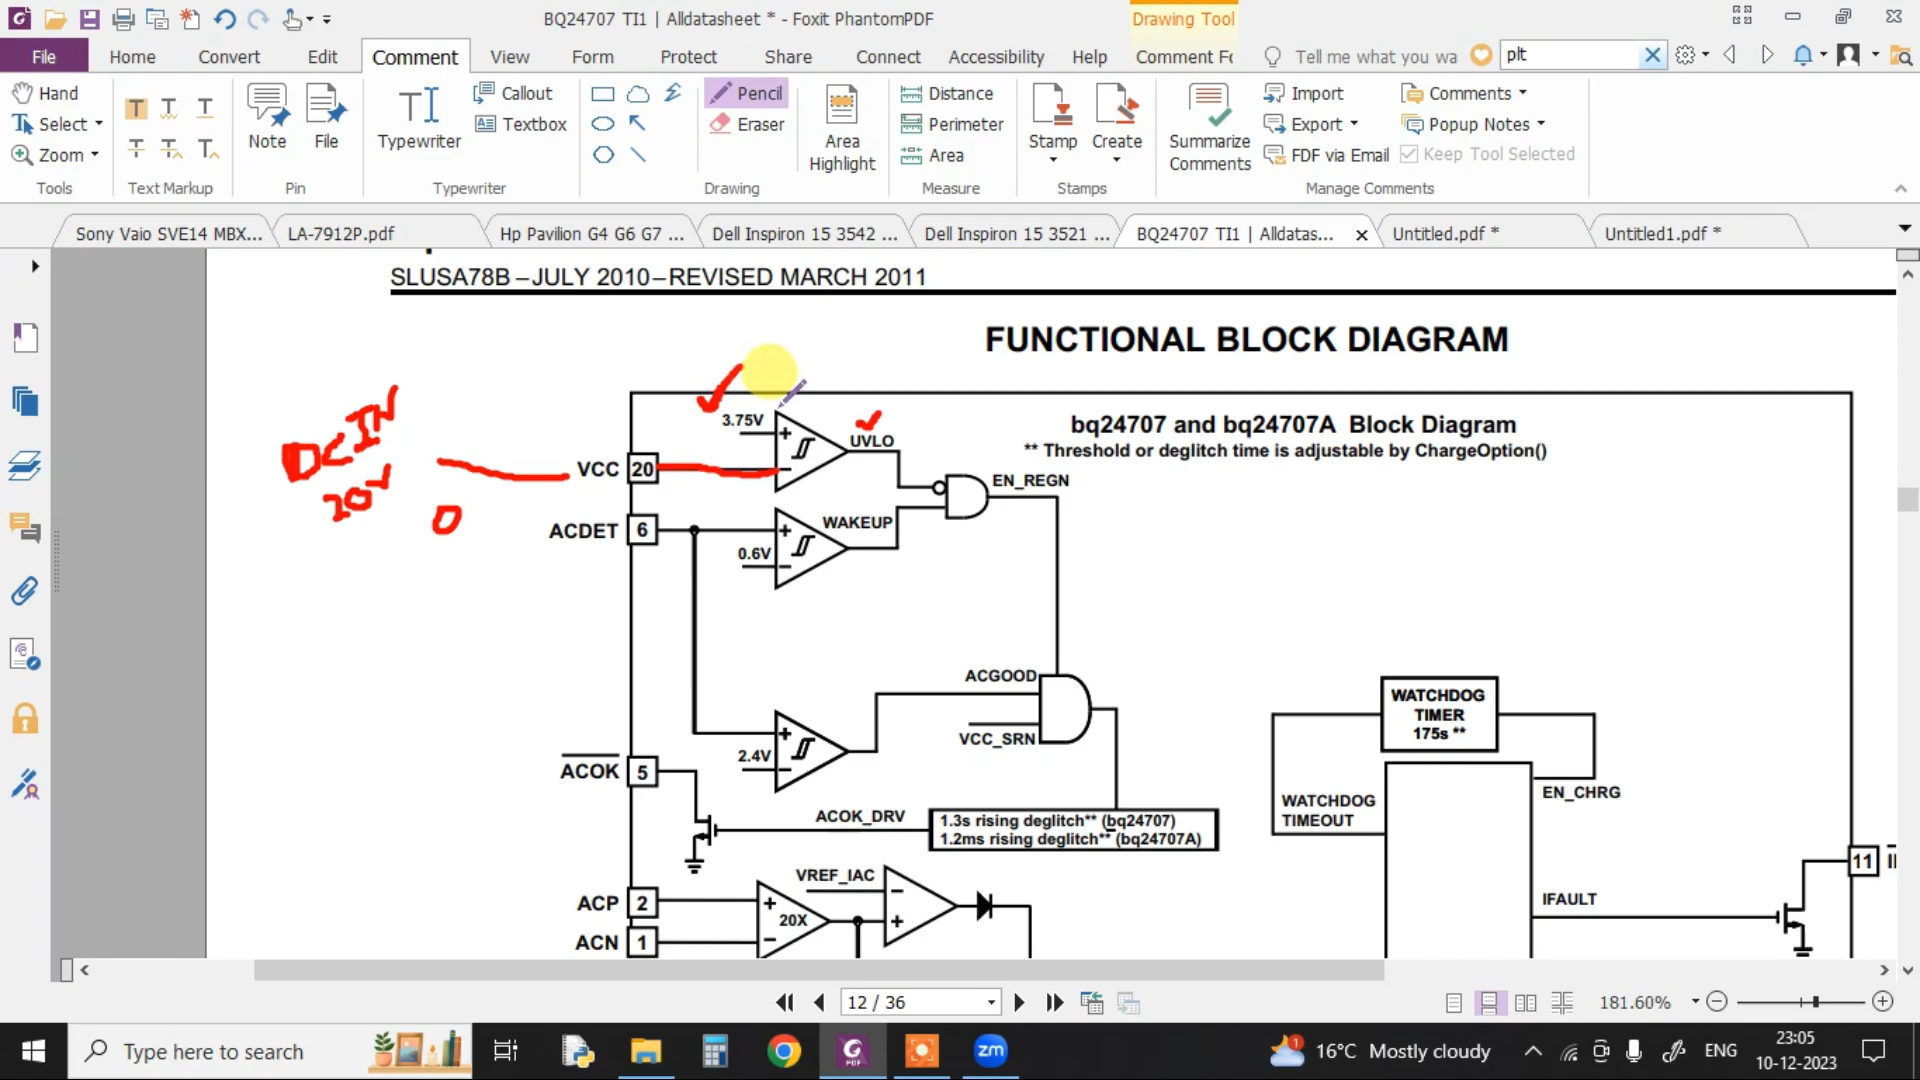 BQ24707 TI1 | Alldatasheet * - Foxit PhantomPDF
Drawing Tool
File
Home
Convert
Edit
Comment
View
Form
Protect
Share
Connect
Accessibility
Help
Comment Fc
Tell me what you wa
plt
Hand
Select
Zoom
Tools
Text Markup
Note
File
Pin
Typewriter
Callout
Textbox
Typewriter
Pencil
Eraser
Drawing
Area
Highlight
Distance
Perimeter
Area
Measure
Stamp
Create
Stamps
Summarize
Comments
Import
Export
FDF via Email
Comments
Popup Notes
Keep Tool Selected
Manage Comments
Sony Vaio SVE14 MBX...
LA-7912P.pdf
Hp Pavilion G4 G6 G7 ...
Dell Inspiron 15 3542 ...
Dell Inspiron 15 3521 ...
BQ24707 TI1 | Alldatas...
Untitled.pdf *
Untitled1.pdf *
SLUSA78B –JULY 2010–REVISED MARCH 2011
FUNCTIONAL BLOCK DIAGRAM
bq24707 and bq24707A Block Diagram
** Threshold or deglitch time is adjustable by ChargeOption()
DCIN
20V
0
3.75V
UVLO
VCC 20
EN_REGN
ACDET 6
WAKEUP
0.6V
ACGOOD
VCC_SRN
2.4V
ACOK 5
ACOK_DRV
1.3s rising deglitch** (bq24707)
1.2ms rising deglitch** (bq24707A)
WATCHDOG
TIMER
175s **
WATCHDOG
TIMEOUT
EN_CHRG
11
IFAULT
VREF_IAC
ACP 2
20X
ACN 1
12 / 36
181.60%
Type here to search
zm
16°C Mostly cloudy
ENG
23:05
10-12-2023